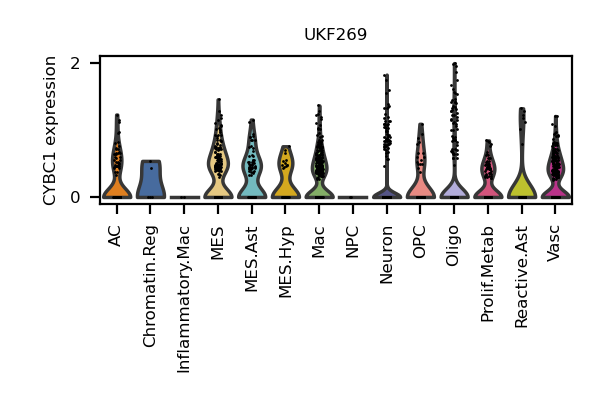 UKF269
CYBC1 expression
2
0
AC
Chromatin.Reg
Inflammatory.Mac
MES
MES.Ast
MES.Hyp
Mac
NPC
Neuron
OPC
Oligo
Prolif.Metab
Reactive.Ast
Vasc